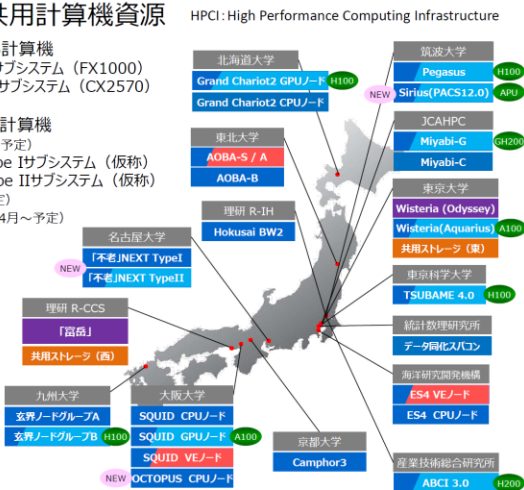 共用計算機資源
HPCI：High Performance Computing Infrastructure
計算機
サブシステム（FX1000）
サブシステム（CX2570）
計算機
予定）
pe Iサブシステム（仮称）
pe IIサブシステム（仮称）
定）
4月～予定）
北海道大学
Grand Chariot2 GPUノード H100
Grand Chariot2 CPUノード
東北大学
AOBA-S / A
AOBA-B
理研 R-IH
Hokusai BW2
名古屋大学
「不老」NEXT TypeI
NEW 「不老」NEXT TypeII
理研 R-CCS
「富岳」
共用ストレージ（西）
九州大学
玄界ノードグループA
玄界ノードグループB H100
大阪大学
SQUID CPUノード
SQUID GPUノード A100
SQUID VEノード
NEW OCTOPUS CPUノード
京都大学
Camphor3
筑波大学
Pegasus H100
NEW Sirius(PACS12.0) APU
JCAHPC
Miyabi-G GH200
Miyabi-C
東京大学
Wisteria (Odyssey)
Wisteria(Aquarius) A100
共用ストレージ（東）
東京科学大学
TSUBAME 4.0 H100
統計数理研究所
データ同化スパコン
海洋研究開発機構
ES4 VEノード
ES4 CPUノード
産業技術総合研究所
ABCI 3.0 H200